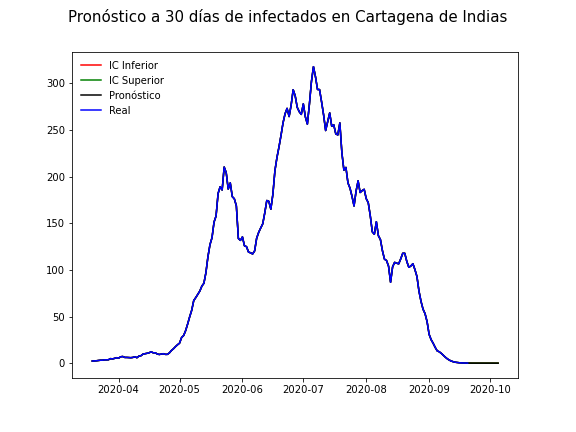 Pronóstico a 30 días de infectados en Cartagena de Indias
IC Inferior
IC Superior
Pronóstico
Real
300
250
200
150
100
50
0
2020-04 2020-05 2020-06 2020-07 2020-08 2020-09 2020-10